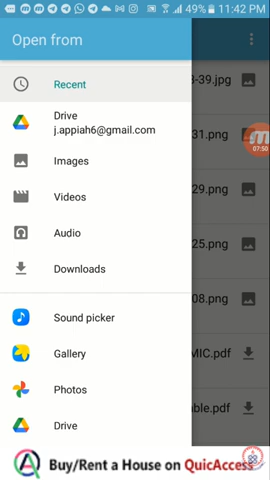 49% 11:42 PM
Open from
Recent
8-39.jpg
Drive
j.appiah6@gmail.com
31.png
Images
07:50
Videos
29.png
Audio
25.png
Downloads
08.png
Sound picker
Gallery
MIC.pdf
Photos
ble.pdf
Drive
Buy/Rent a House on QuicAccess